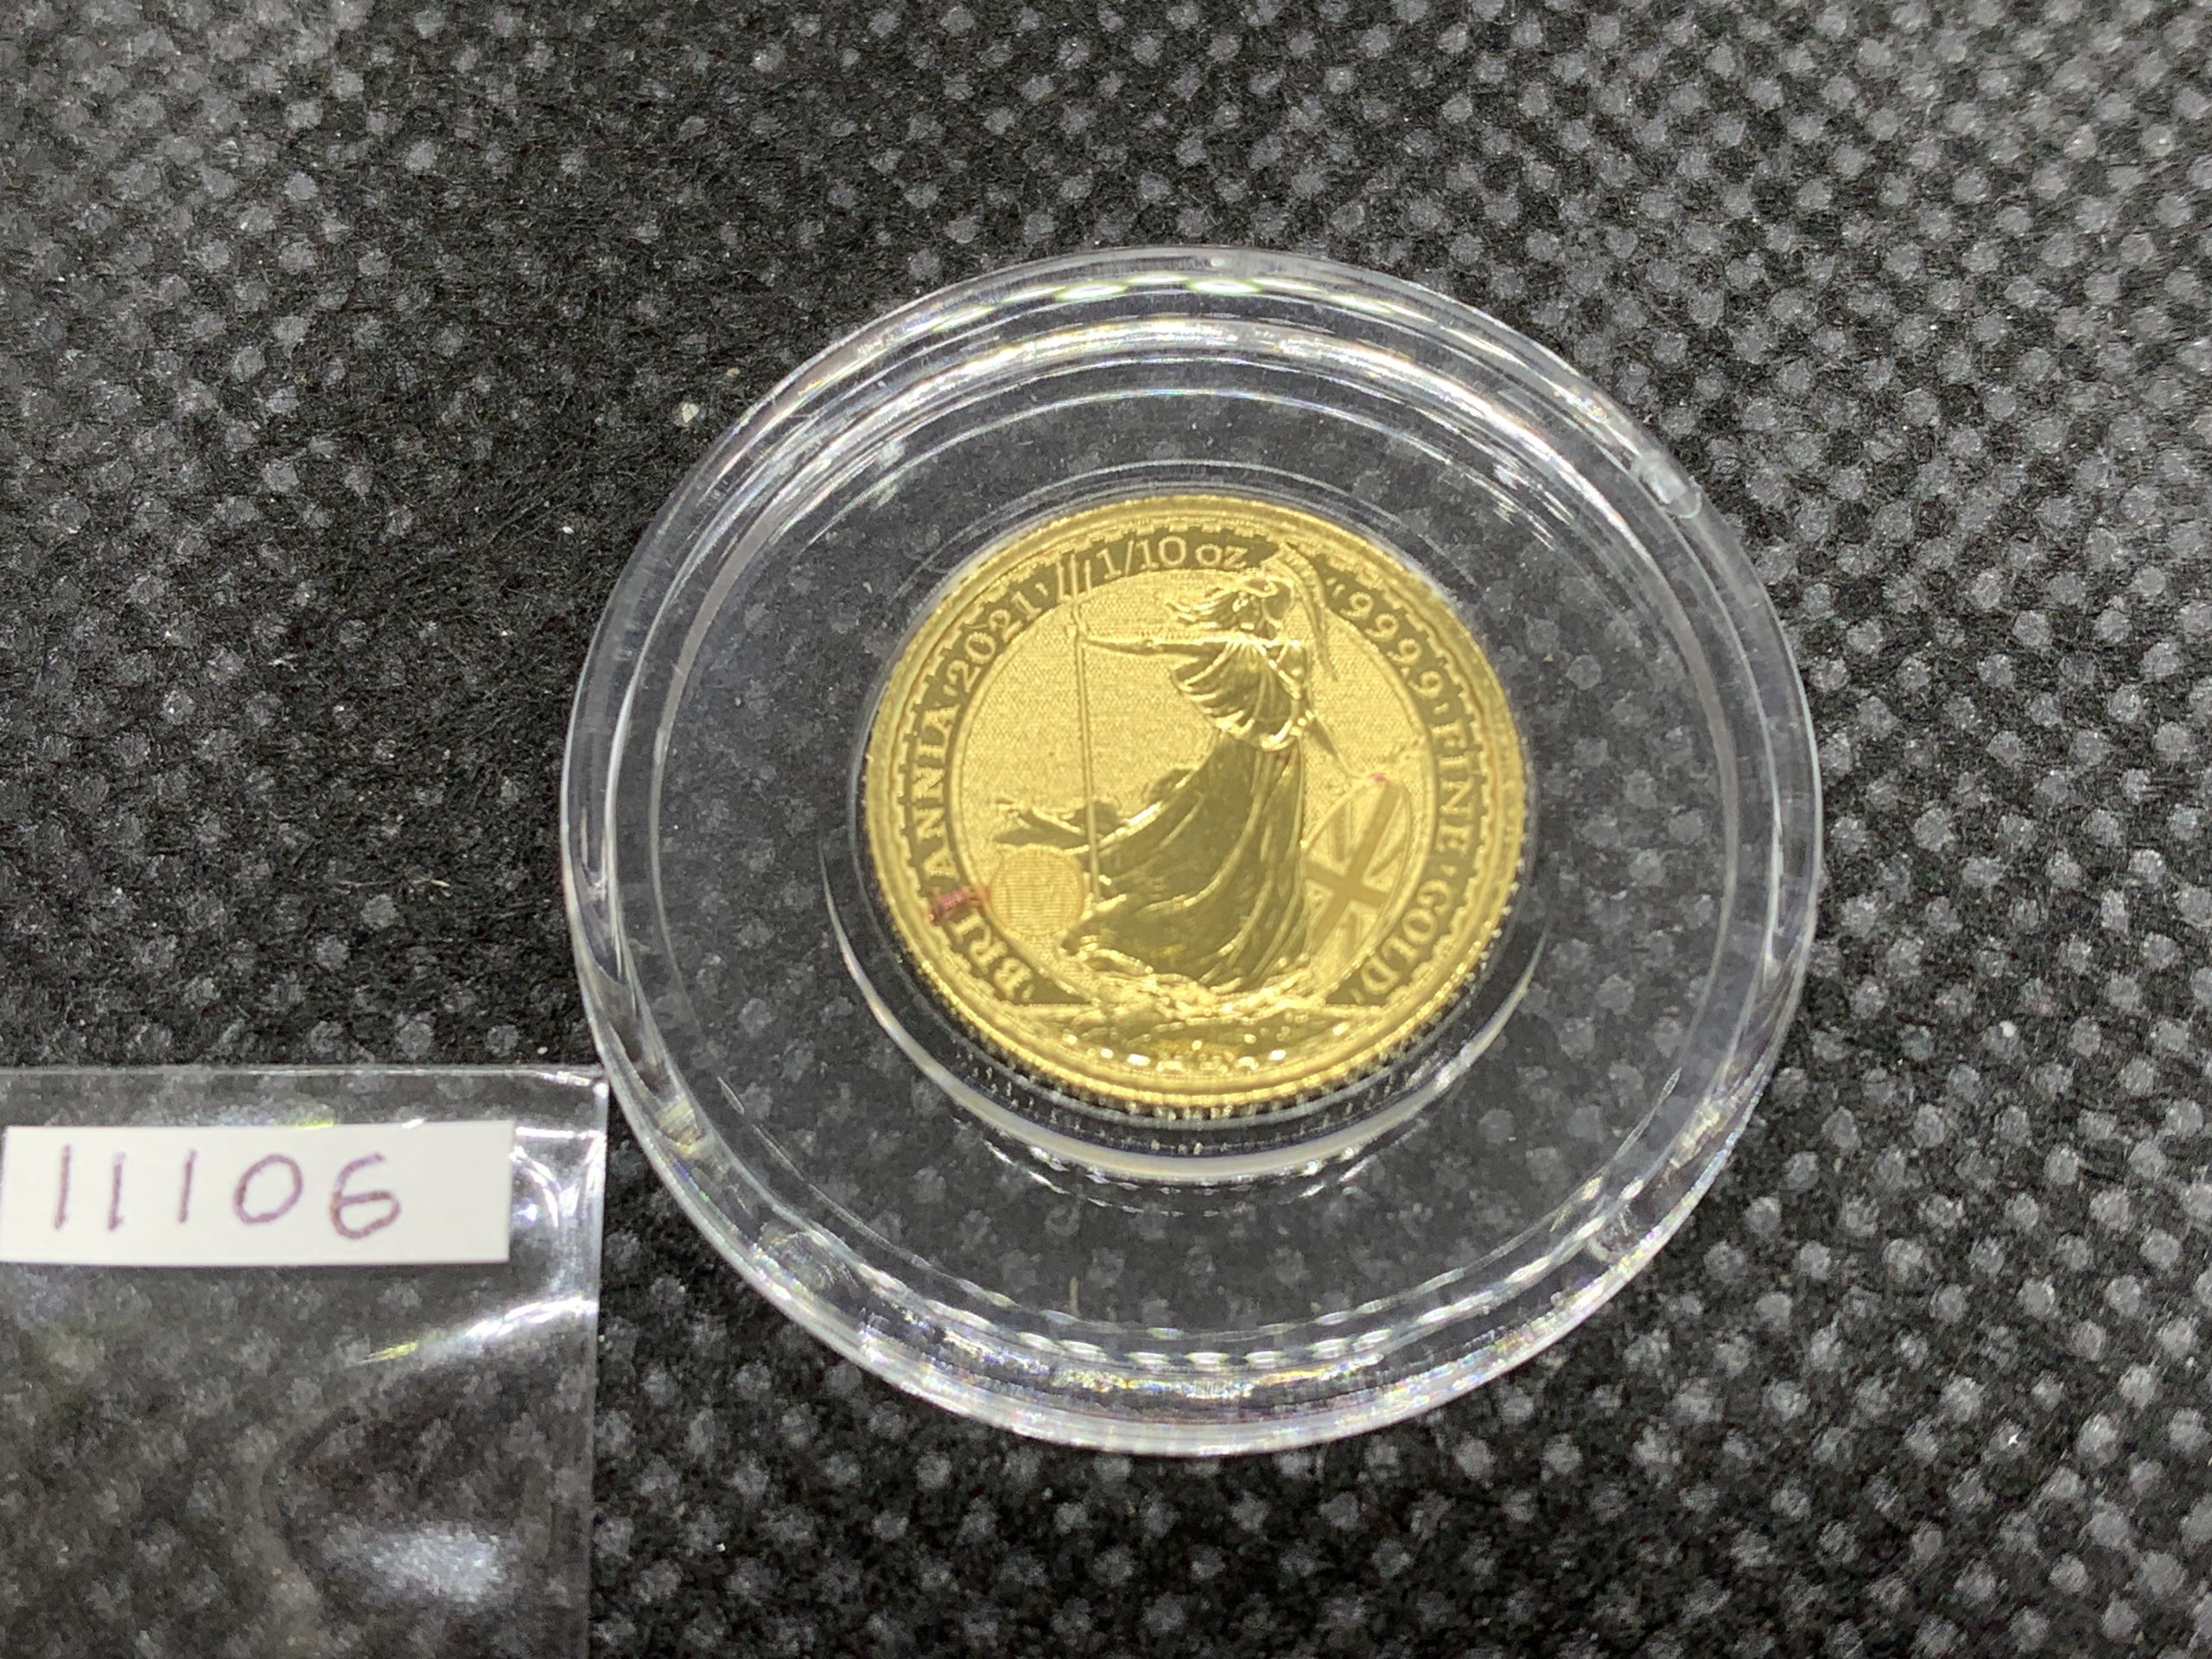 'BRITANNIA' 2021' 1/10 oz '999.9' FINE 'GOLD'
11106